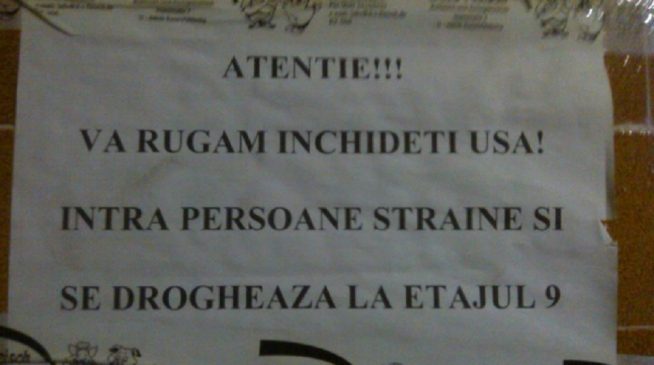 ATENTIE!!!
VA RUGAM INCHIDETI USA!
INTRA PERSOANE STRAINE SI
SE DROGHEAZA LA ETAJUL 9